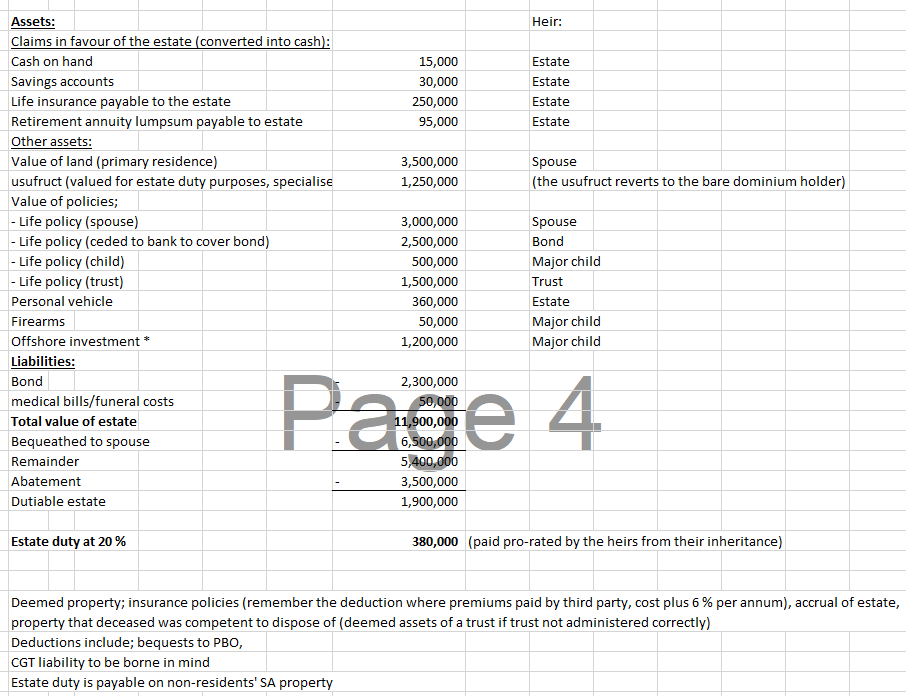 Assets: Heir:
Claims in favour of the estate (converted into cash):
Cash on hand 15,000 Estate
Savings accounts 30,000 Estate
Life insurance payable to the estate 250,000 Estate
Retirement annuity lumpsum payable to estate 95,000 Estate
Other assets:
Value of land (primary residence) 3,500,000 Spouse
usufruct (valued for estate duty purposes, specialise 1,250,000 (the usufruct reverts to the bare dominium holder)
Value of policies;
- Life policy (spouse) 3,000,000 Spouse
- Life policy (ceded to bank to cover bond) 2,500,000 Bond
- Life policy (child) 500,000 Major child
- Life policy (trust) 1,500,000 Trust
Personal vehicle 360,000 Estate
Firearms 50,000 Major child
Offshore investment * 1,200,000 Major child
Liabilities:
Bond - 2,300,000
medical bills/funeral costs - 50,000
Total value of estate 11,900,000
Bequeathed to spouse - 6,500,000
Remainder 5,400,000
Abatement - 3,500,000
Dutiable estate 1,900,000
Page 4
Estate duty at 20 % 380,000 (paid pro-rated by the heirs from their inheritance)
Deemed property; insurance policies (remember the deduction where premiums paid by third party, cost plus 6 % per annum), accrual of estate,
property that deceased was competent to dispose of (deemed assets of a trust if trust not administered correctly)
Deductions include; bequests to PBO,
CGT liability to be borne in mind
Estate duty is payable on non-residents' SA property